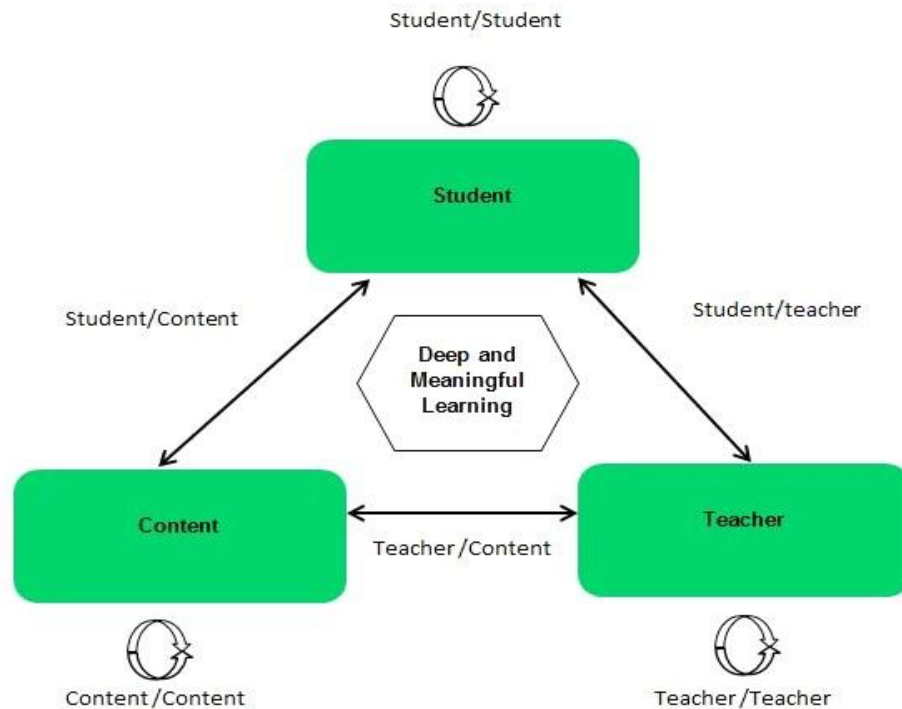 Student/Student
Student
Student/Content
Student/teacher
Deep and
Meaningful
Learning
Content
Teacher
Teacher/Content
Content/Content
Teacher/Teacher